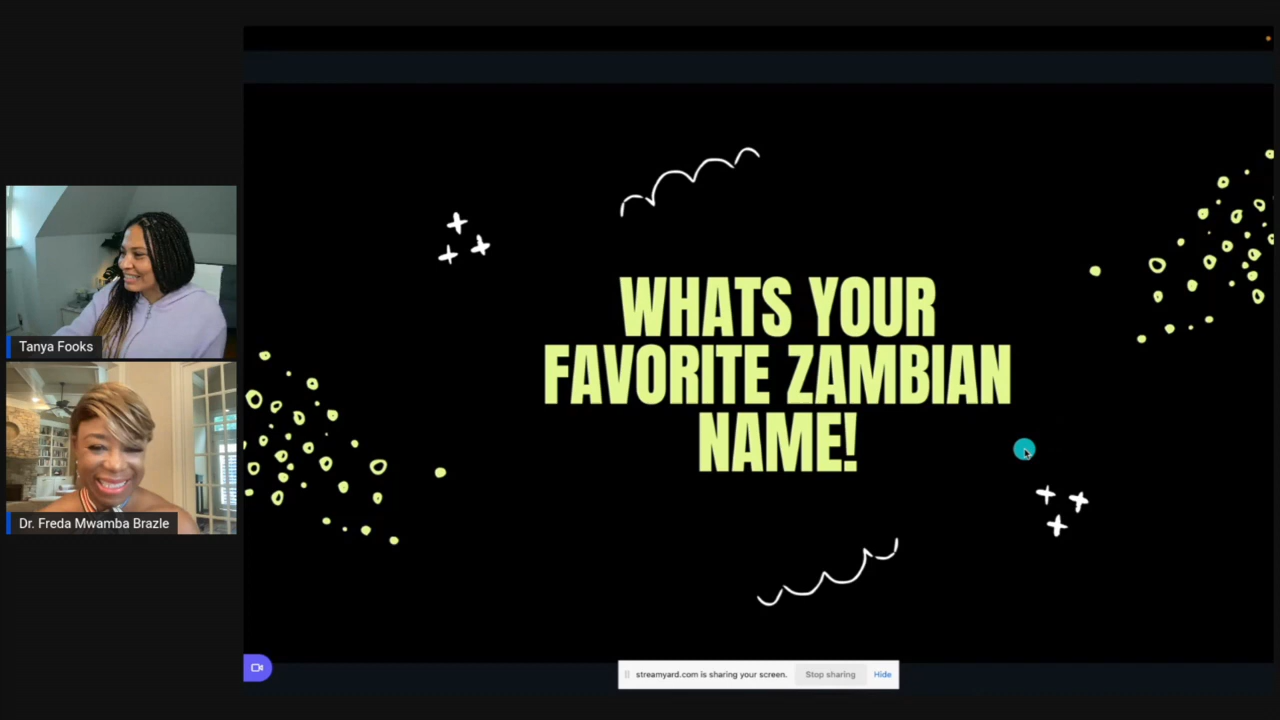 Tanya Fooks
Dr. Freda Mwamba Brazle
WHATS YOUR
FAVORITE ZAMBIAN
NAME!
streamyard.com is sharing your screen.
Stop sharing
Hide